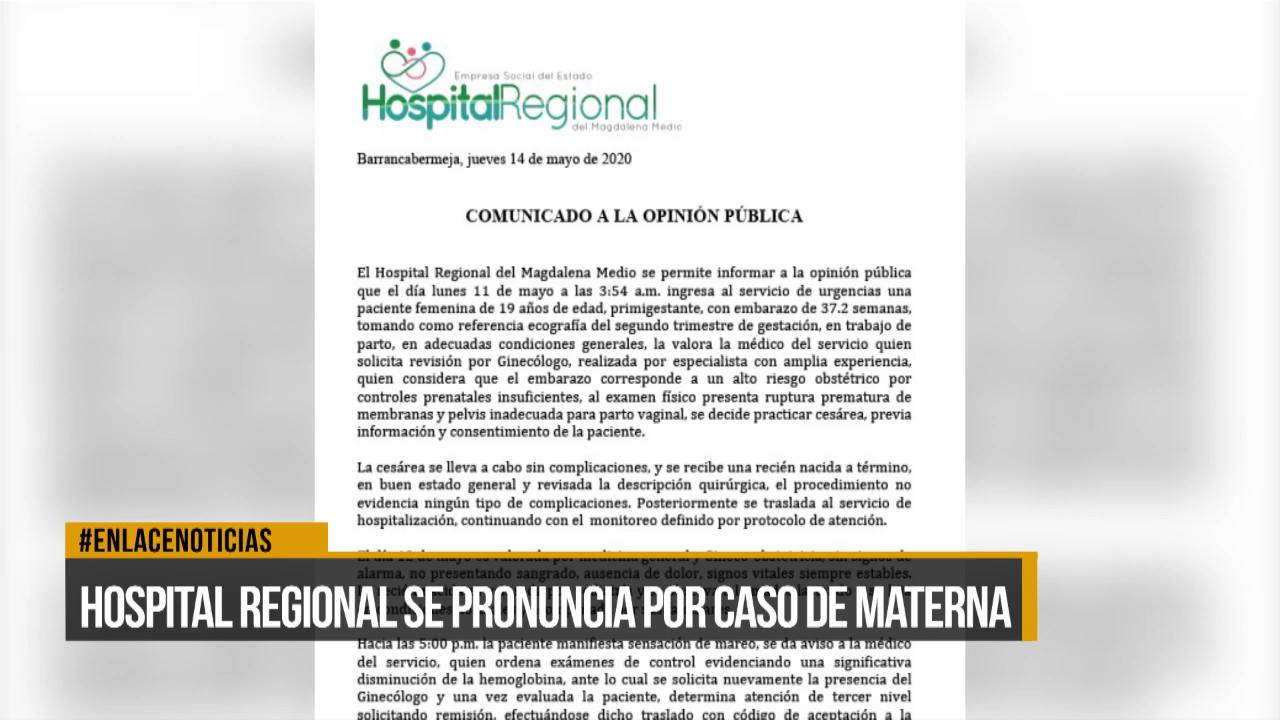 Empresa Social del Estado
HospitalRegional
del Magdalena Medio
Barrancabermeja, jueves 14 de mayo de 2020
COMUNICADO A LA OPINIÓN PÚBLICA
El Hospital Regional del Magdalena Medio se permite informar a la opinión pública
que el día lunes 11 de mayo a las 3:54 a.m. ingresa al servicio de urgencias una
paciente femenina de 19 años de edad, primigestante, con embarazo de 37.2 semanas,
tomando como referencia ecografía del segundo trimestre de gestación, en trabajo de
parto, en adecuadas condiciones generales, la valora la médico del servicio quien
solicita revisión por Ginecólogo, realizada por especialista con amplia experiencia,
quien considera que el embarazo corresponde a un alto riesgo obstétrico por
controles prenatales insuficientes, al examen físico presenta ruptura prematura de
membranas y pelvis inadecuada para parto vaginal, se decide practicar cesárea, previa
información y consentimiento de la paciente.
La cesárea se lleva a cabo sin complicaciones, y se recibe una recién nacida a término,
en buen estado general y revisada la descripción quirúrgica, el procedimiento no
evidencia ningún tipo de complicaciones. Posteriormente se traslada al servicio de
hospitalización, continuando con el monitoreo definido por protocolo de atención.
#ENLACENOTICIAS
alarma, no presentando sangrado, ausencia de dolor, signos vitales siempre estables.
HOSPITAL REGIONAL SE PRONUNCIA POR CASO DE MATERNA
Hacia las 5:00 p.m. la paciente manifiesta sensación de mareo, se da aviso a la médico
del servicio, quien ordena exámenes de control evidenciando una significativa
disminución de la hemoglobina, ante lo cual se solicita nuevamente la presencia del
Ginecólogo y una vez evaluada la paciente, determina atención de tercer nivel
solicitando remisión, efectuándose dicho traslado con código de aceptación a la